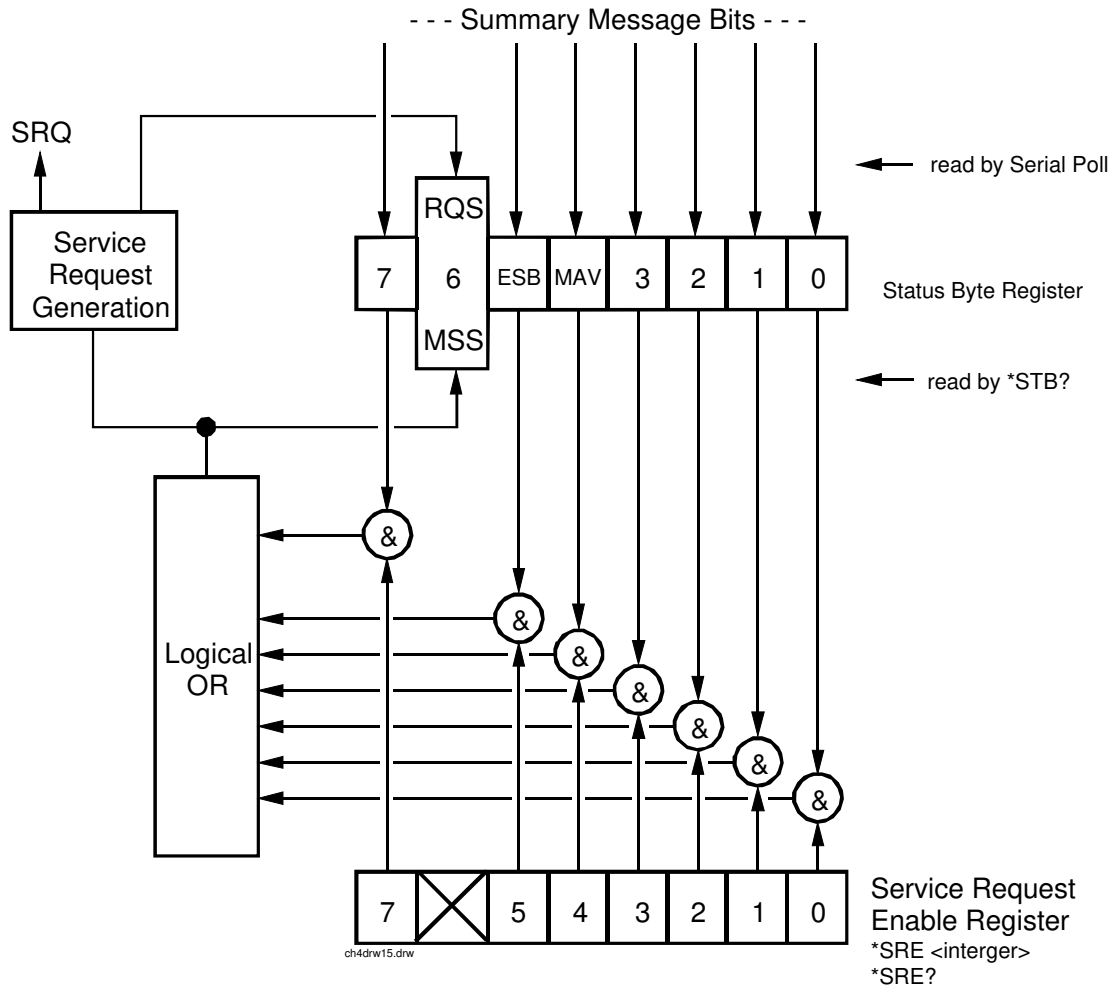 - - - Summary Message Bits - - -
SRQ
read by Serial Poll
RQS
Service
Request
Generation
7 6 ESB MAV 3 2 1 0
Status Byte Register
MSS
read by *STB?
&
&
&
&
&
&
&
Logical
OR
7 5 4 3 2 1 0
Service Request
Enable Register
*SRE <interger>
*SRE?
ch4drw15.drw